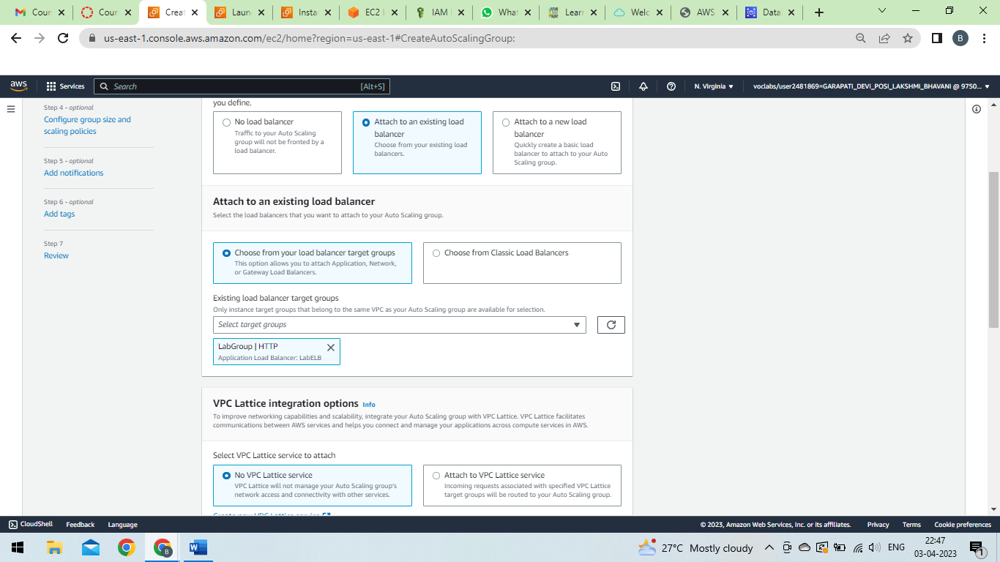 Cour
Cour
Creat
Laun
Insta
EC2
IAM
What
Lear
Welc
AWS
Data
us-east-1.console.aws.amazon.com/ec2/home?region=us-east-1#CreateAutoScalingGroup:
B
aws
Services
Search
[Alt+S]
N. Virginia
voclabs/user2481869=GARAPATI_DEVI_POSI_LAKSHMI_BHAVANI @ 9750...
Step 4 - optional
Configure group size and
scaling policies
Step 5 - optional
Add notifications
Step 6 - optional
Add tags
Step 7
Review
you define.
No load balancer
Traffic to your Auto Scaling
group will not be fronted by a
load balancer.
Attach to an existing load
balancer
Choose from your existing load
balancers.
Attach to a new load
balancer
Quickly create a basic load
balancer to attach to your Auto
Scaling group.
Attach to an existing load balancer
Select the load balancers that you want to attach to your Auto Scaling group.
Choose from your load balancer target groups
This option allows you to attach Application, Network,
or Gateway Load Balancers.
Choose from Classic Load Balancers
Existing load balancer target groups
Only instance target groups that belong to the same VPC as your Auto Scaling group are available for selection.
Select target groups
LabGroup | HTTP
Application Load Balancer: LabELB
VPC Lattice integration options Info
To improve networking capabilities and scalability, integrate your Auto Scaling group with VPC Lattice. VPC Lattice facilitates
communications between AWS services and helps you connect and manage your applications across compute services in AWS.
Select VPC Lattice service to attach
No VPC Lattice service
VPC Lattice will not manage your Auto Scaling group's
network access and connectivity with other services.
Attach to VPC Lattice service
Incoming requests associated with specified VPC Lattice
target groups will be routed to your Auto Scaling group.
Create new VPC Lattice service
CloudShell
Feedback
Language
© 2023, Amazon Web Services, Inc. or its affiliates.
Privacy
Terms
Cookie preferences
27°C Mostly cloudy
ENG
22:47
03-04-2023
1